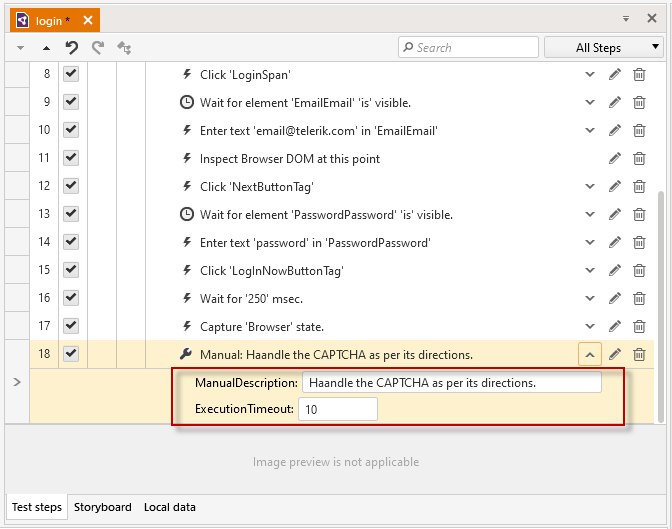 login *
Search
All Steps
8 Click 'LoginSpan'
9 Wait for element 'EmailEmail' 'is' visible.
10 Enter text 'email@telerik.com' in 'EmailEmail'
11 Inspect Browser DOM at this point
12 Click 'NextButtonTag'
13 Wait for element 'PasswordPassword' 'is' visible.
14 Enter text 'password' in 'PasswordPassword'
15 Click 'LogInNowButtonTag'
16 Wait for '250' msec.
17 Capture 'Browser' state.
18 Manual: Haandle the CAPTCHA as per its directions.
ManualDescription: Haandle the CAPTCHA as per its directions.
ExecutionTimeout: 10
Image preview is not applicable
Test steps Storyboard Local data